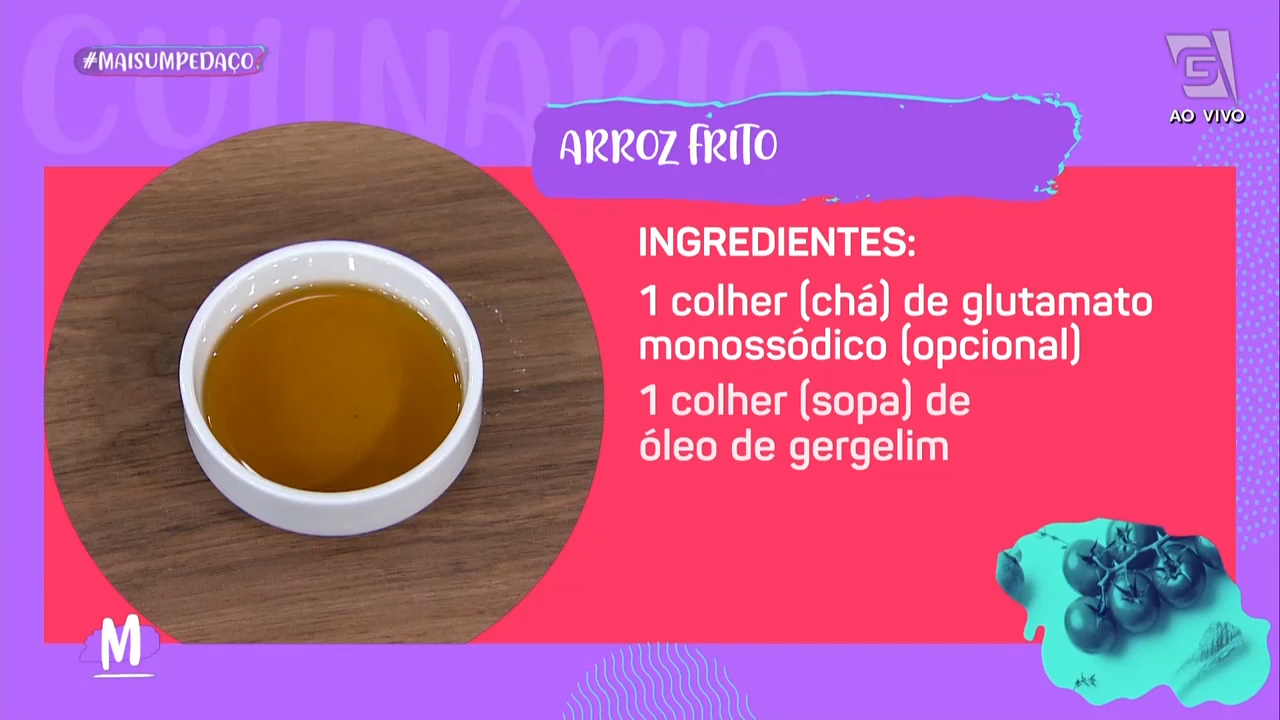 CULINÁRIA
#MAISUMPEDAÇO
G
AO VIVO
ARROZ FRITO
INGREDIENTES:
1 colher (chá) de glutamato
monossódico (opcional)
1 colher (sopa) de
óleo de gergelim
M